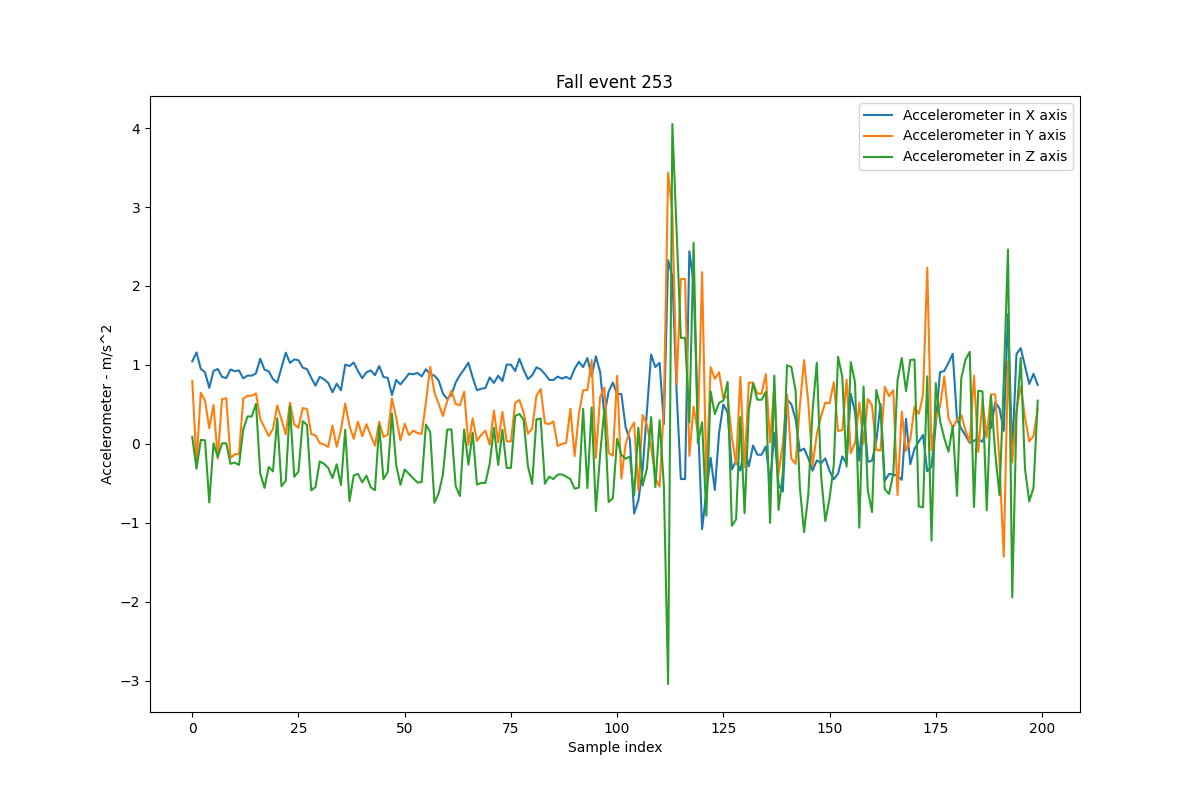 Fall event 253
Accelerometer in X axis
Accelerometer in Y axis
Accelerometer in Z axis
4
3
2
1
0
−1
−2
−3
Accelerometer - m/s^2
0
25
50
75
100
125
150
175
200
Sample index